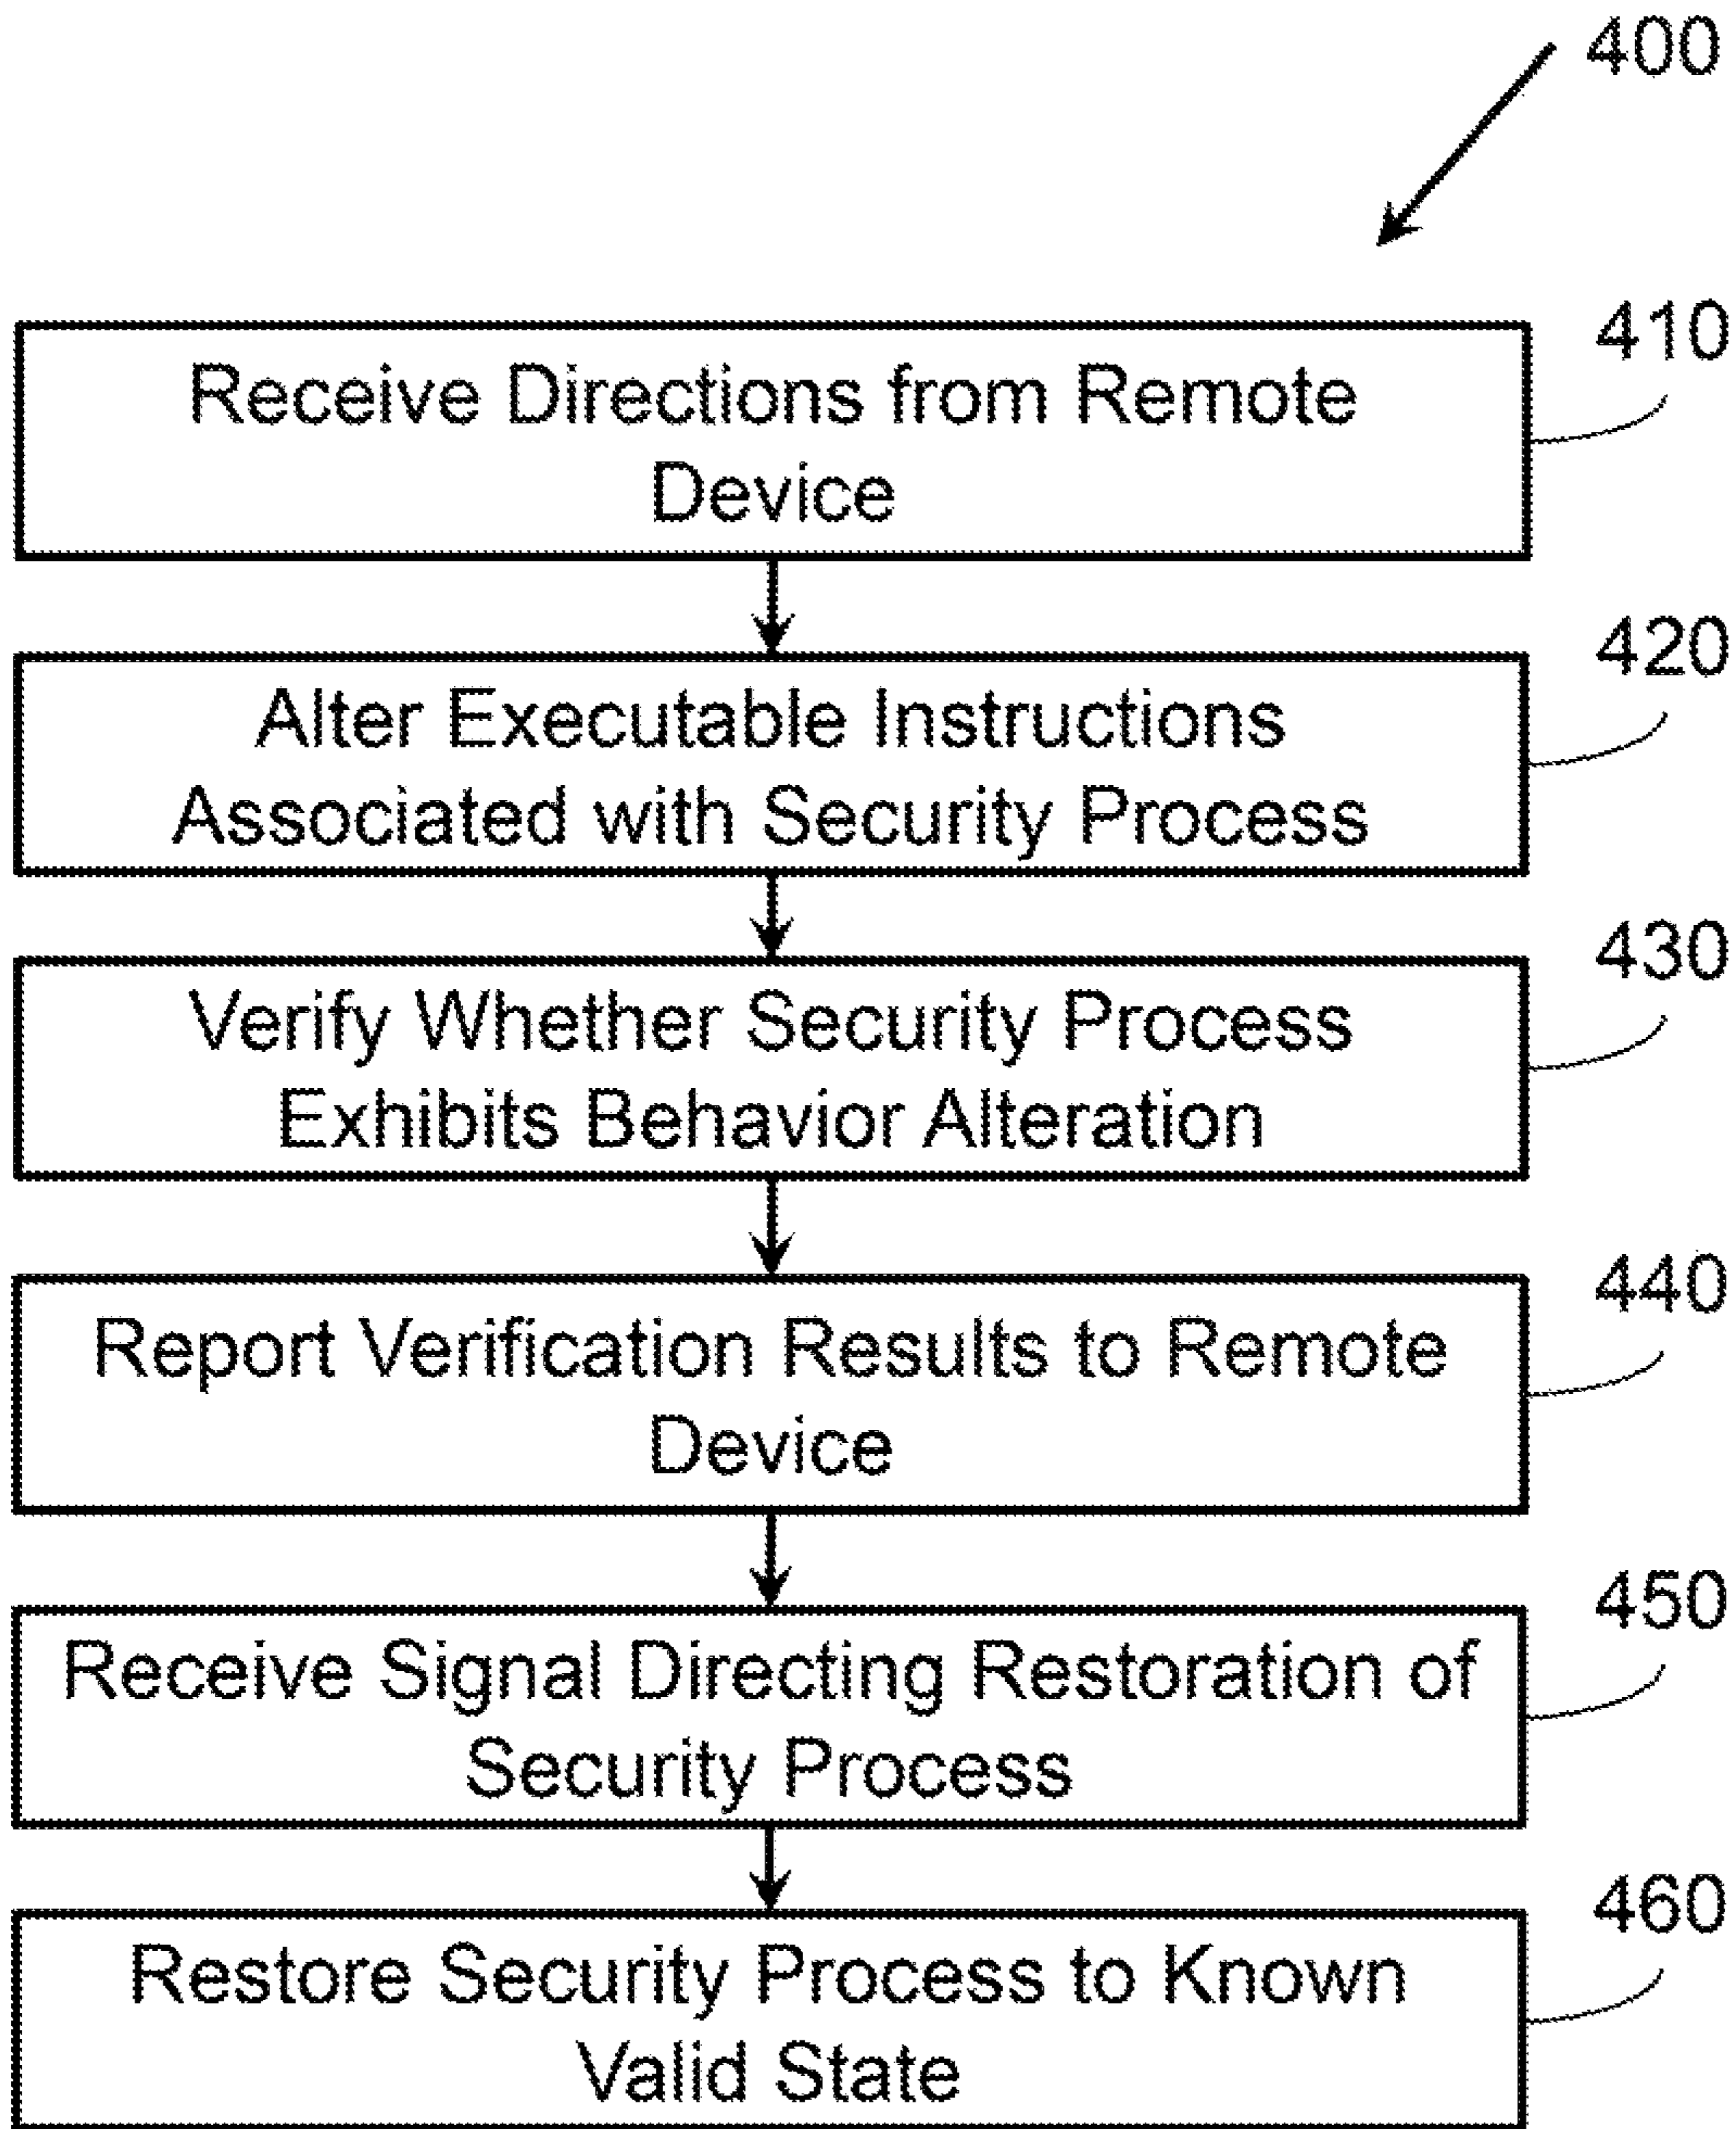 400
410
Receive Directions from Remote
Device
420
Alter Executable Instructions
Associated with Security Process
430
Verify Whether Security Process
Exhibits Behavior Alteration
440
Report Verification Results to Remote
Device
450
Receive Signal Directing Restoration of
Security Process
460
Restore Security Process to Known
Valid State